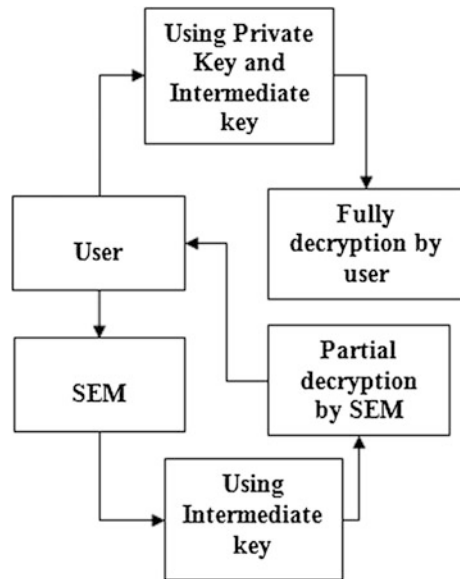 Using Private
Key and
Intermediate
key
User
Fully
decryption by
user
SEM
Partial
decryption
by SEM
Using
Intermediate
key